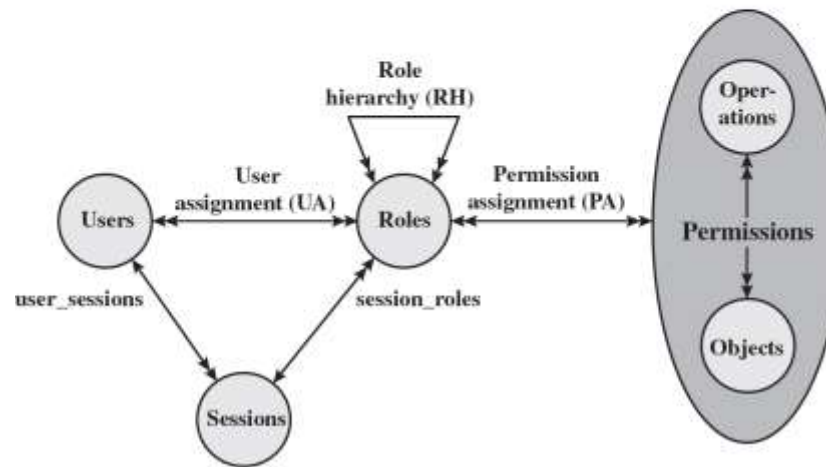 Role
hierarchy (RH)
Oper-
ations
User
assignment (UA)
Permission
assignment (PA)
Users
Roles
Permissions
user_sessions
session_roles
Objects
Sessions